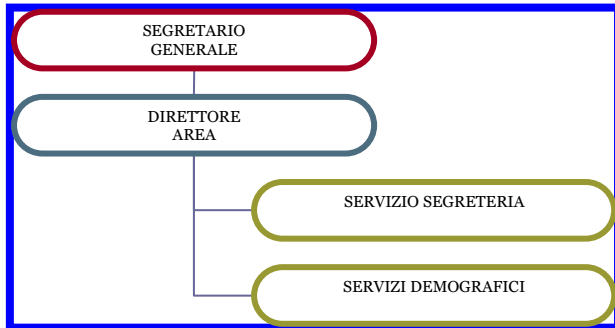 SEGRETARIO
GENERALE
DIRETTORE
AREA
SERVIZIO SEGRETERIA
SERVIZI DEMOGRAFICI